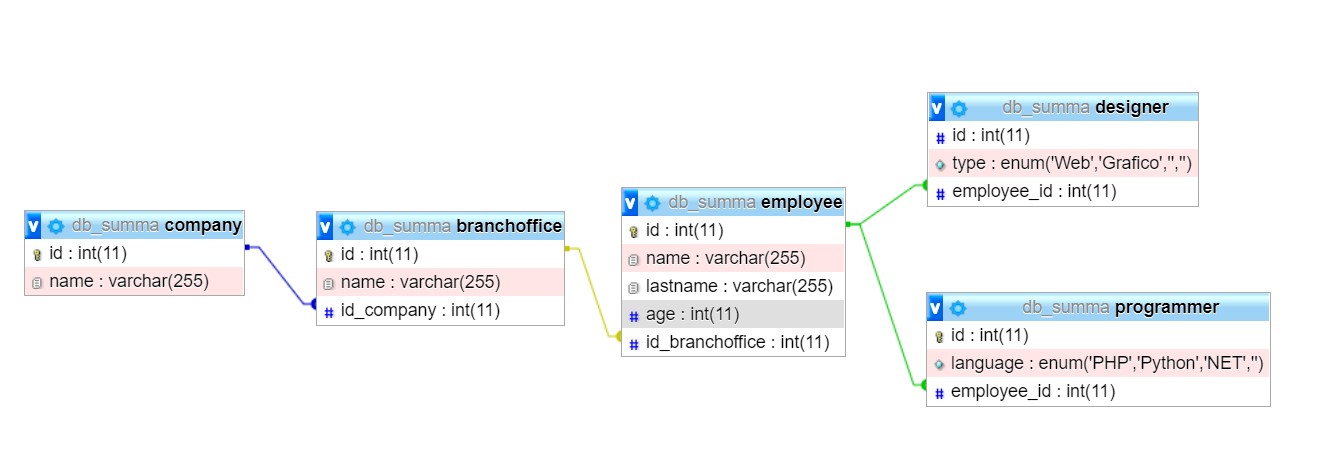 db_summa company
id : int(11)
name : varchar(255)
db_summa branchoffice
id : int(11)
name : varchar(255)
id_company : int(11)
db_summa employee
id : int(11)
name : varchar(255)
lastname : varchar(255)
age : int(11)
id_branchoffice : int(11)
db_summa designer
id : int(11)
type : enum('Web','Grafico','','')
employee_id : int(11)
db_summa programmer
id : int(11)
language : enum('PHP','Python','NET','')
employee_id : int(11)